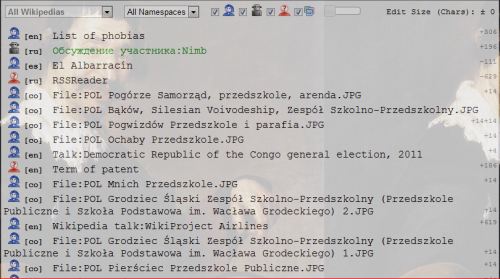 All Wikipedias All Namespaces Edit Size (Chars): ± 0
[en] List of phobias -306
[ru] Обсуждение участника:Nimb +198
[es] El Albarracín -111
[ru] RSSReader
[co] File:POL Pogórze Samorząd, przedszkole, arenda.JPG
[co] File:POL Bąków, Silesian Voivodeship, Zespół Szkolno-Przedszkolny.JPG
[co] File:POL Pogwizdów Przedszkole i parafia.JPG +14+14
[co] File:POL Ochaby Przedszkole.JPG
[en] Talk:Democratic Republic of the Congo general election, 2011
[en] Term of patent
[co] File:POL Mnich Przedszkole.JPG
[co] File:POL Grodziec Śląski Zespół Szkolno-Przedszkolny (Przedszkole
Publiczne i Szkoła Podstawowa im. Wacława Grodeckiego) 2.JPG +14
[en] Wikipedia talk:WikiProject Airlines +619
[co] File:POL Grodziec Śląski Zespół Szkolno-Przedszkolny (Przedszkole
Publiczne i Szkoła Podstawowa im. Wacława Grodeckiego) 1.JPG +14
[co] File:POL Pierściec Przedszkole Publiczne.JPG +14